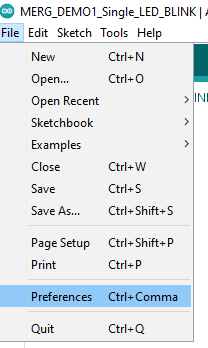 MERG_DEMO1_Single_LED_BLINK | A
File Edit Sketch Tools Help
New Ctrl+N
Open... Ctrl+O
Open Recent
Sketchbook
Examples
Close Ctrl+W
Save Ctrl+S
Save As... Ctrl+Shift+S
Page Setup Ctrl+Shift+P
Print Ctrl+P
Preferences Ctrl+Comma
Quit Ctrl+Q